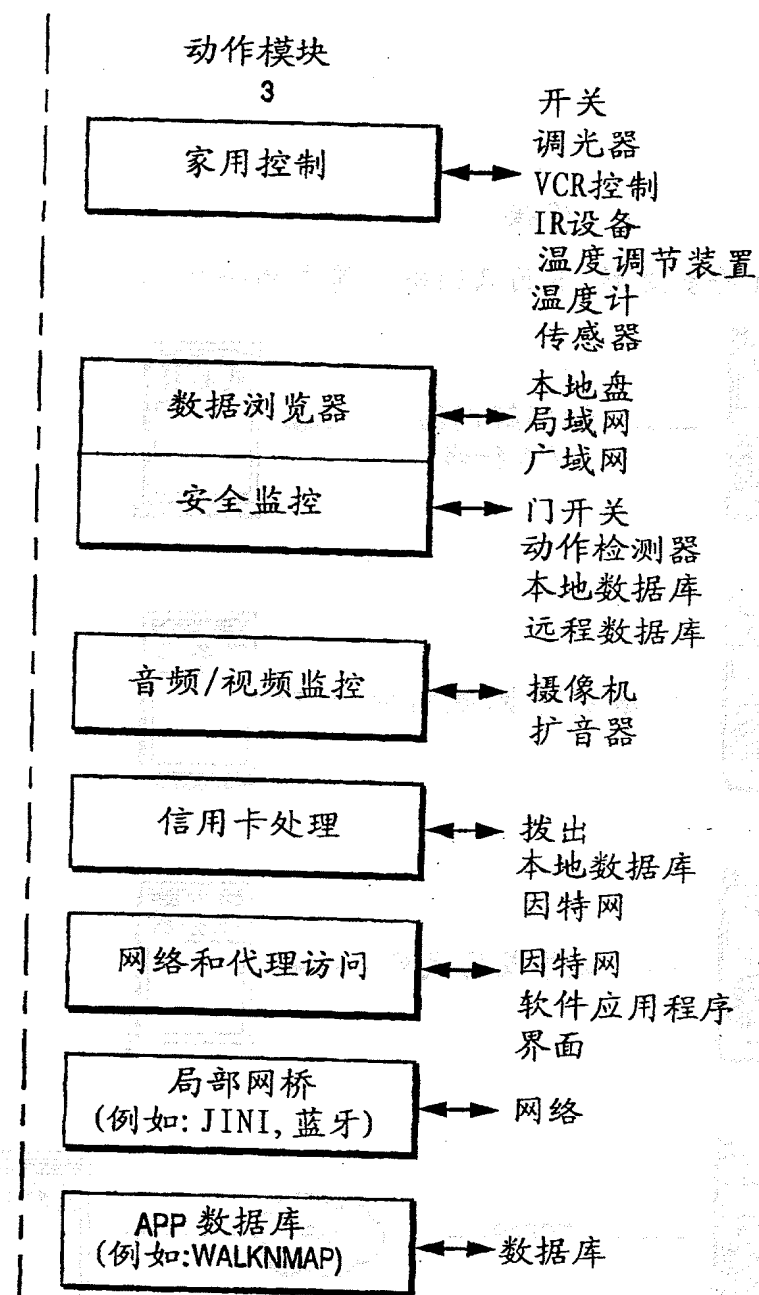 动作模块
3
家用控制
开关
调光器
VCR控制
IR设备
温度调节装置
温度计
传感器
数据浏览器
本地盘
局域网
广域网
安全监控
门开关
动作检测器
本地数据库
远程数据库
音频/视频监控
摄像机
扩音器
信用卡处理
拨出
本地数据库
因特网
网络和代理访问
因特网
软件应用程序
界面
局部网桥
(例如:JINI,蓝牙)
网络
APP 数据库
(例如:WALKNMAP)
数据库